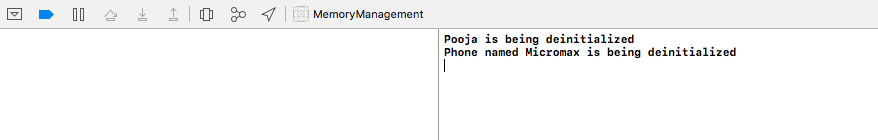 MemoryManagement
Pooja is being deinitialized
Phone named Micromax is being deinitialized